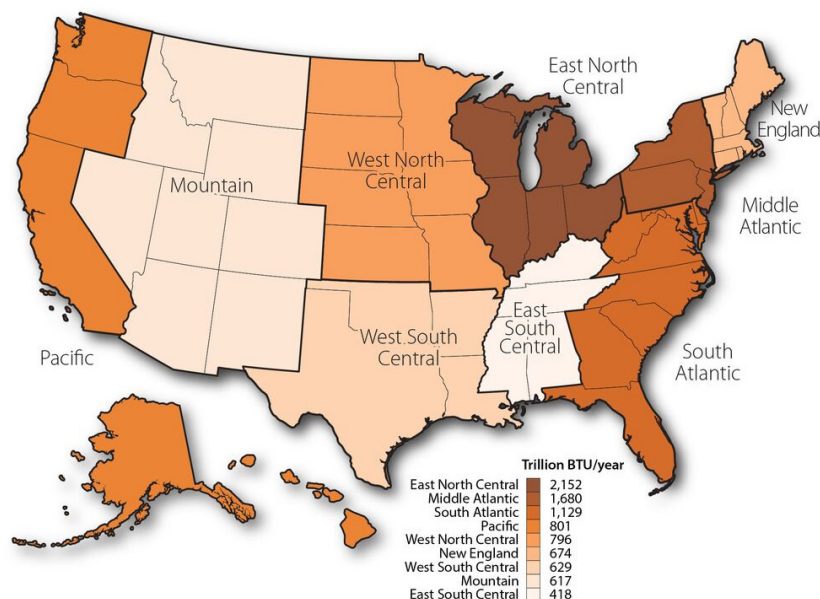 East North
Central
New
England
West North
Central
Mountain
Middle
Atlantic
East
South
Central
West South
Central
Pacific
South
Atlantic
Trillion BTU/year
East North Central 2,152
Middle Atlantic 1,680
South Atlantic 1,129
Pacific 801
West North Central 796
New England 674
West South Central 629
Mountain 617
East South Central 418